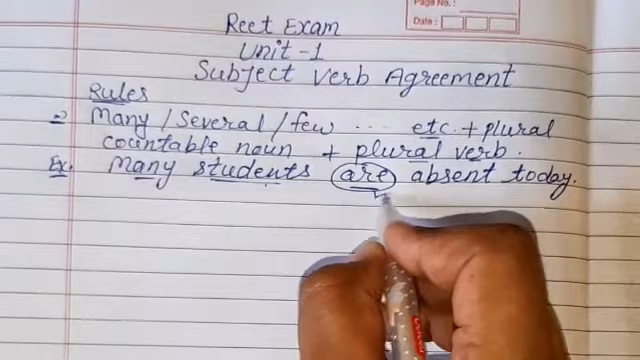 Page No.:
Date:
Reet Exam
Unit-1
Subject Verb Agreement
Rules
⇒ Many / Several / few ... etc. + plural
countable noun + plural verb.
Ex. Many students are absent today.